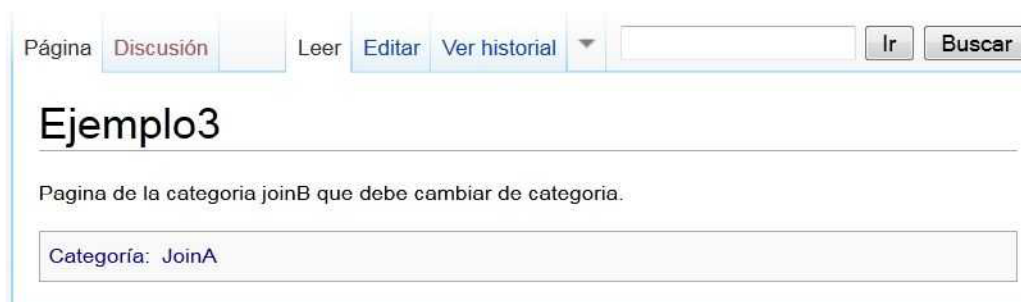 Página Discusión Leer Editar Ver historial Ir Buscar
Ejemplo3
Pagina de la categoria joinB que debe cambiar de categoria.
Categoría: JoinA